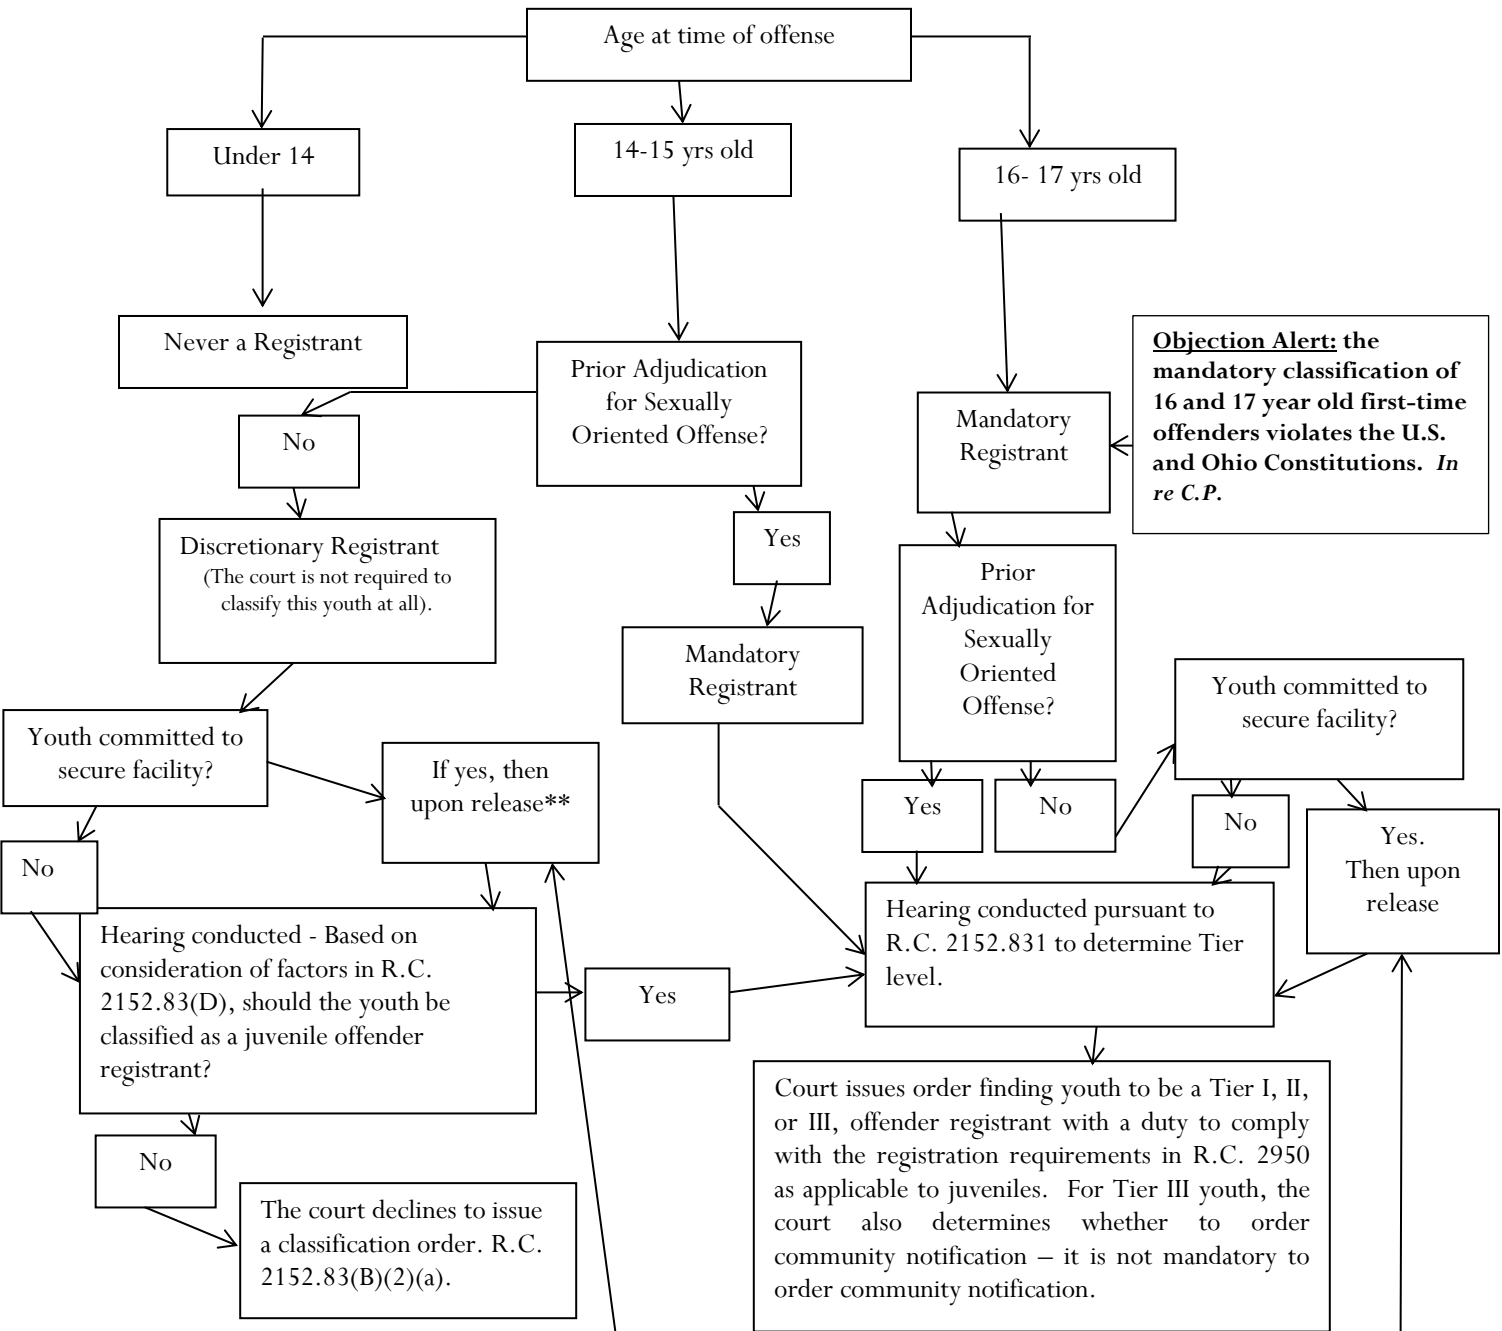 Age at time of offense
Under 14
14-15 yrs old
16- 17 yrs old
Never a Registrant
Prior Adjudication
for Sexually
Oriented Offense?
Objection Alert: the
mandatory classification of
16 and 17 year old first-time
offenders violates the U.S.
and Ohio Constitutions. In
re C.P.
Mandatory
Registrant
No
Yes
Discretionary Registrant
(The court is not required to
classify this youth at all).
Prior
Adjudication for
Sexually
Oriented
Offense?
Mandatory
Registrant
Youth committed to
secure facility?
Youth committed to
secure facility?
If yes, then
upon release**
Yes
No
No
Yes.
Then upon
release
No
Hearing conducted - Based on
consideration of factors in R.C.
2152.83(D), should the youth be
classified as a juvenile offender
registrant?
Yes
Hearing conducted pursuant to
R.C. 2152.831 to determine Tier
level.
No
The court declines to issue
a classification order. R.C.
2152.83(B)(2)(a).
Court issues order finding youth to be a Tier I, II,
or III, offender registrant with a duty to comply
with the registration requirements in R.C. 2950
as applicable to juveniles. For Tier III youth, the
court also determines whether to order
community notification – it is not mandatory to
order community notification.